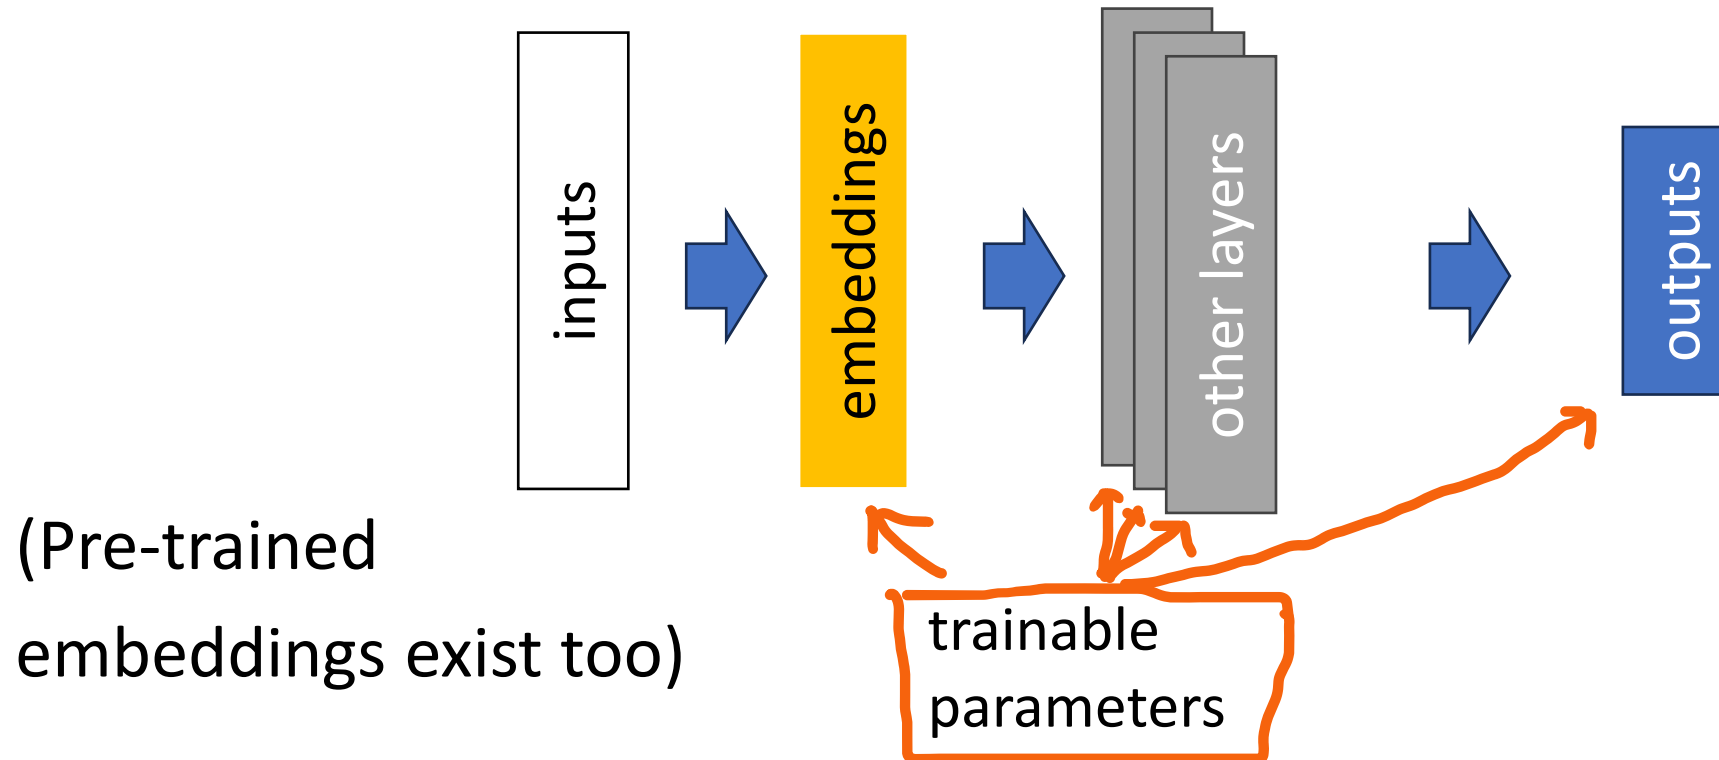 inputs
embeddings
other layers
outputs
(Pre-trained
embeddings exist too)
trainable
parameters